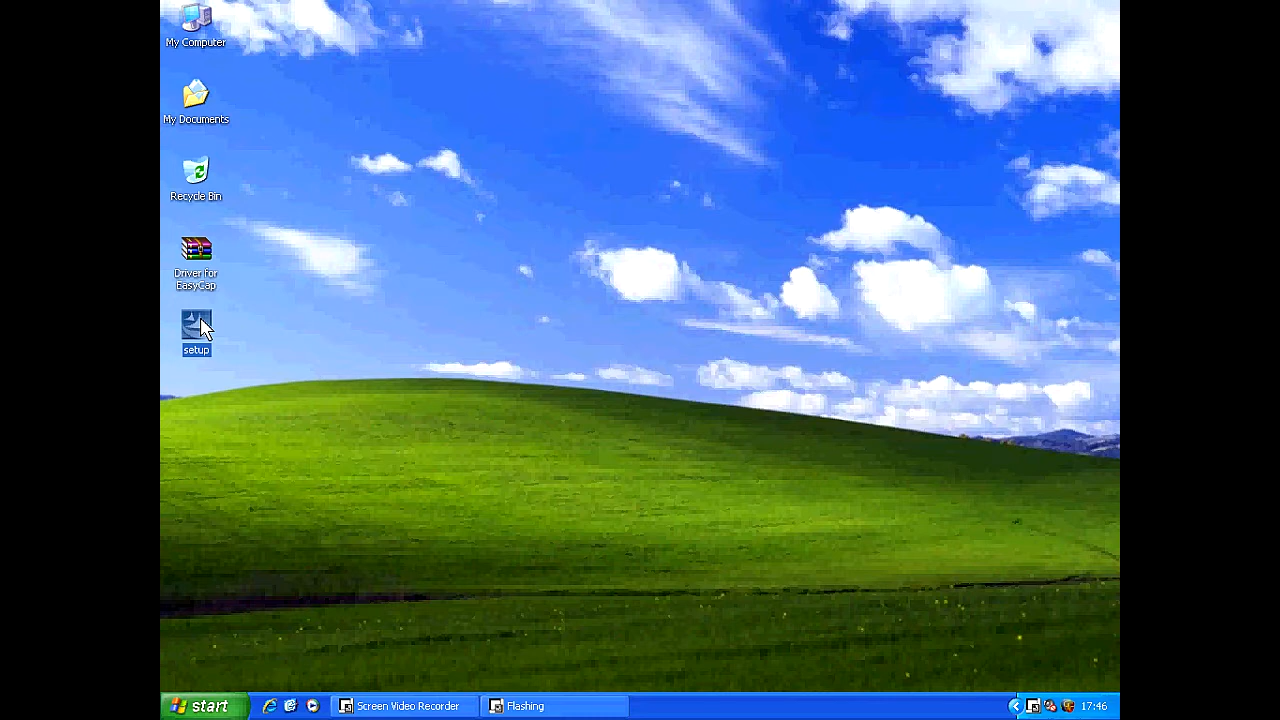 My Computer
My Documents
Recycle Bin
Driver for
EasyCap
setup
start
Screen Video Recorder
Flashing
17:46